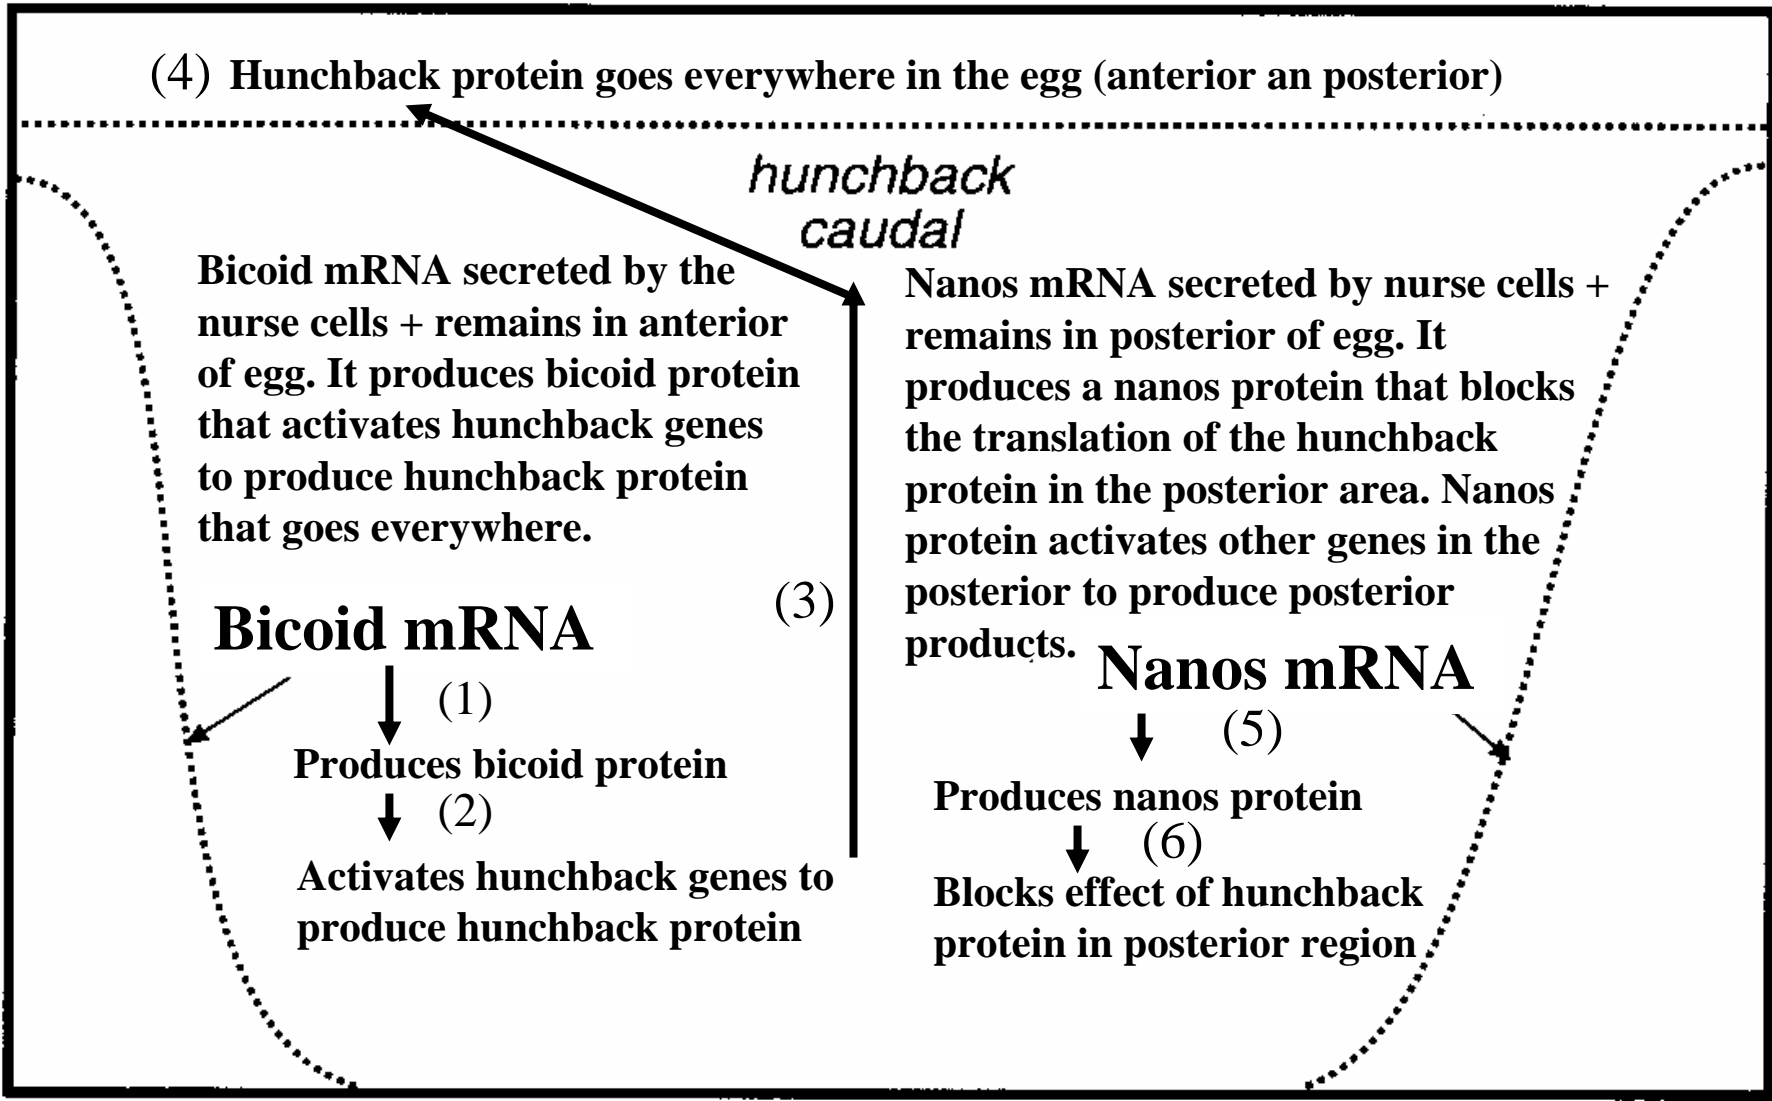 (4) Hunchback protein goes everywhere in the egg (anterior an posterior)
hunchback
caudal
Bicoid mRNA secreted by the
nurse cells + remains in anterior
of egg. It produces bicoid protein
that activates hunchback genes
to produce hunchback protein
that goes everywhere.
Bicoid mRNA
(1)
Produces bicoid protein
(2)
Activates hunchback genes to
produce hunchback protein
(3)
Nanos mRNA secreted by nurse cells +
remains in posterior of egg. It
produces a nanos protein that blocks
the translation of the hunchback
protein in the posterior area. Nanos
protein activates other genes in the
posterior to produce posterior
products.
Nanos mRNA
(5)
Produces nanos protein
(6)
Blocks effect of hunchback
protein in posterior region